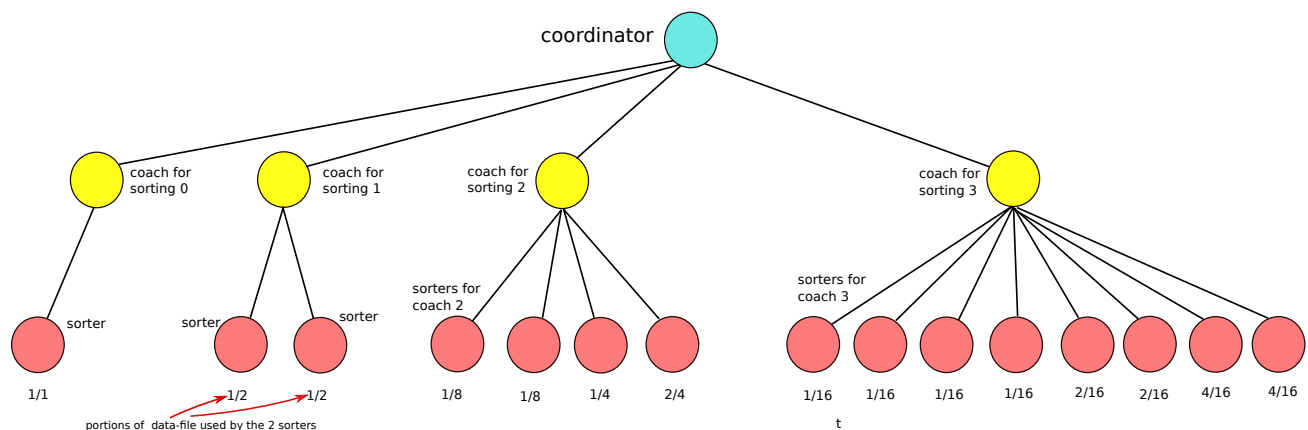 coordinator
coach for
sorting 0
coach for
sorting 1
coach for
sorting 2
coach for
sorting 3
sorters for
coach 2
sorters for
coach 3
sorter
sorter
sorter
1/1
1/2
1/2
1/8
1/8
1/4
2/4
1/16
1/16
1/16
1/16
2/16
2/16
4/16
4/16
portions of data-file used by the 2 sorters
t